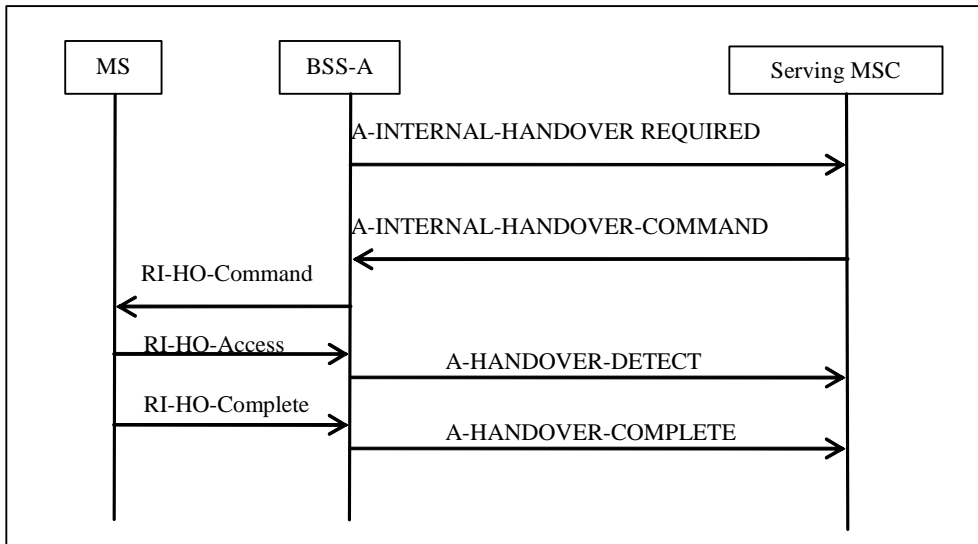 MS
BSS-A
Serving MSC
A-INTERNAL-HANDOVER REQUIRED
A-INTERNAL-HANDOVER-COMMAND
RI-HO-Command
RI-HO-Access
A-HANDOVER-DETECT
RI-HO-Complete
A-HANDOVER-COMPLETE